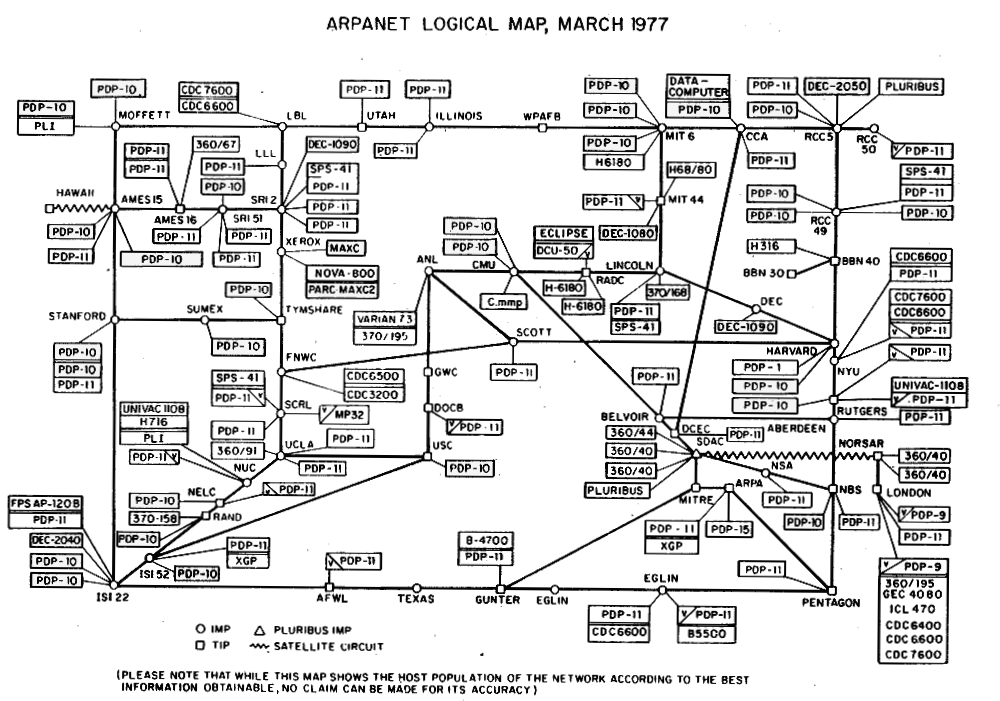 ARPANET LOGICAL MAP, MARCH 1977
PDP-10
PLI
PDP-10
MOFFETT
CDC7600
CDC6600
LBL
PDP-11
UTAH
PDP-11
ILLINOIS
PDP-11
WPAFB
PDP-10
PDP-10
PDP-10
H6180
MIT 6
DATA-
COMPUTER
PDP-10
CCA
PDP-11
PDP-11
PDP-10
DEC-2050
RCC5
PLURIBUS
RCC
50
PDP-11
PDP-11
PDP-11
360/67
LLL
PDP-11
PDP-10
DEC-1090
SPS-41
PDP-11
PDP-11
PDP-11
HAWAII
AMES15
AMES16
SRI 51
SRI 2
PDP-10
PDP-11
PDP-10
PDP-11
PDP-11
PDP-11
H68/80
PDP-11
MIT 44
DEC-1080
SPS-41
PDP-11
PDP-10
PDP-10
PDP-10
RCC
49
XEROX
MAXC
NOVA-800
PARC-MAXC2
PDP-10
PDP-10
ECLIPSE
DCU-50
ANL
CMU
C.mmp
H-6180
RADC
H-6180
LINCOLN
370/168
PDP-11
SPS-41
H316
BBN 30
BBN 40
CDC6600
PDP-11
CDC7600
CDC6600
PDP-11
PDP-11
DEC
DEC-1090
STANFORD
PDP-10
PDP-10
PDP-11
SUMEX
PDP-10
PDP-10
TYMSHARE
VARIAN 73
370/195
SCOTT
PDP-11
HARVARD
PDP-1
PDP-10
PDP-10
NYU
FNWC
CDC6500
CDC3200
GWC
SPS-41
PDP-11
SCRL
MP32
PDP-11
360/91
DOCB
PDP-11
PDP-11
BELVOIR
UNIVAC-1108
PDP-11
RUTGERS
PDP-11
ABERDEEN
UNIVAC 1108
H716
PLI
PDP-11
NUC
UCLA
PDP-11
PDP-11
USC
PDP-10
360/44
360/40
360/40
PLURIBUS
DCEC
PDP-11
SDAC
NORSAR
360/40
360/40
NSA
PDP-11
NELC
PDP-10
PDP-11
370-158
RAND
PDP-10
MITRE
ARPA
PDP-11
XGP
PDP-15
NBS
PDP-10
PDP-11
LONDON
PDP-9
PDP-11
FPS AP-120B
PDP-11
DEC-2040
PDP-10
PDP-10
ISI 22
ISI 52
PDP-11
XGP
PDP-10
PDP-11
AFWL
TEXAS
B-4700
PDP-11
GUNTER
EGLIN
EGLIN
PDP-11
CDC6600
PDP-11
B5500
PDP-11
PENTAGON
PDP-9
360/195
GEC 4080
ICL 470
CDC6400
CDC6600
CDC7600
IMP
PLURIBUS IMP
TIP
SATELLITE CIRCUIT
(PLEASE NOTE THAT WHILE THIS MAP SHOWS THE HOST POPULATION OF THE NETWORK ACCORDING TO THE BEST
INFORMATION OBTAINABLE, NO CLAIM CAN BE MADE FOR ITS ACCURACY)